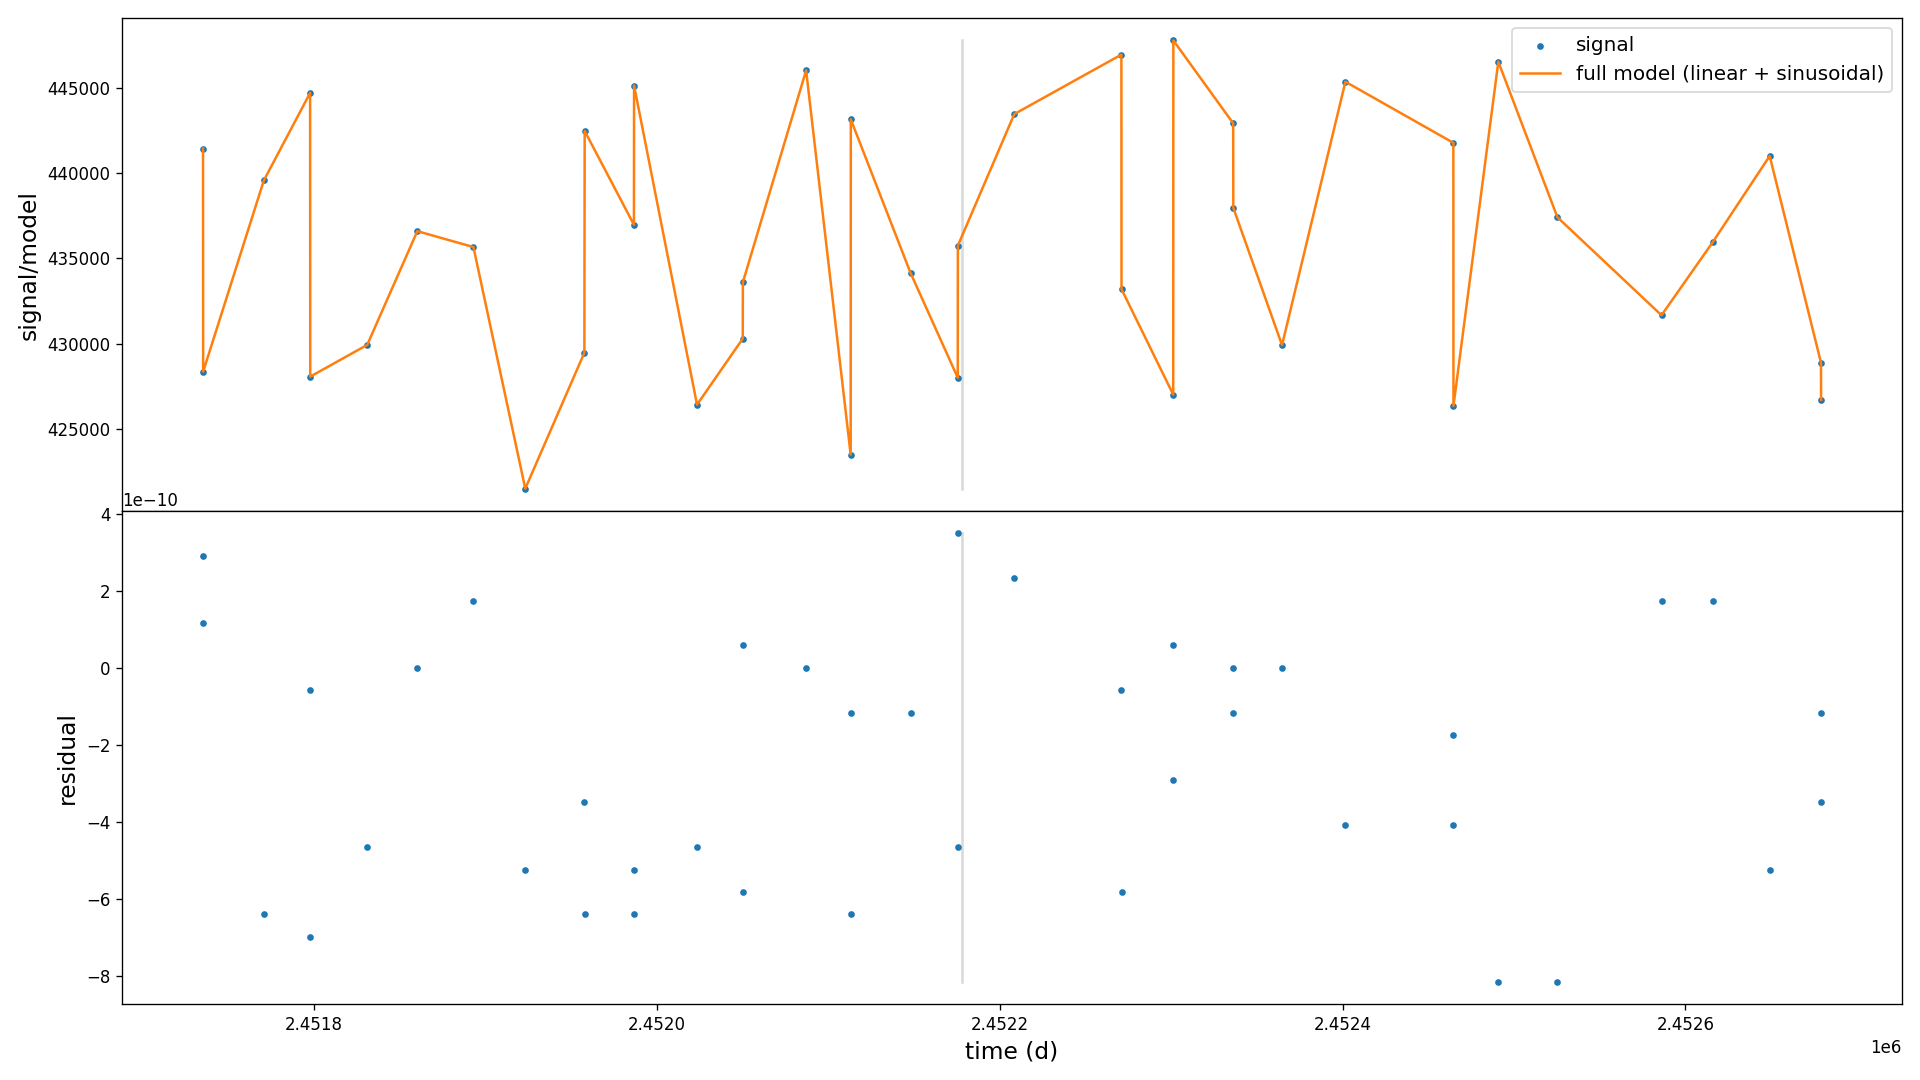 signal
full model (linear + sinusoidal)
445000
440000
435000
430000
425000
signal/model
1e−10
4
2
0
−2
−4
−6
−8
residual
2.4518
2.4520
2.4522
2.4524
2.4526
time (d)
1e6